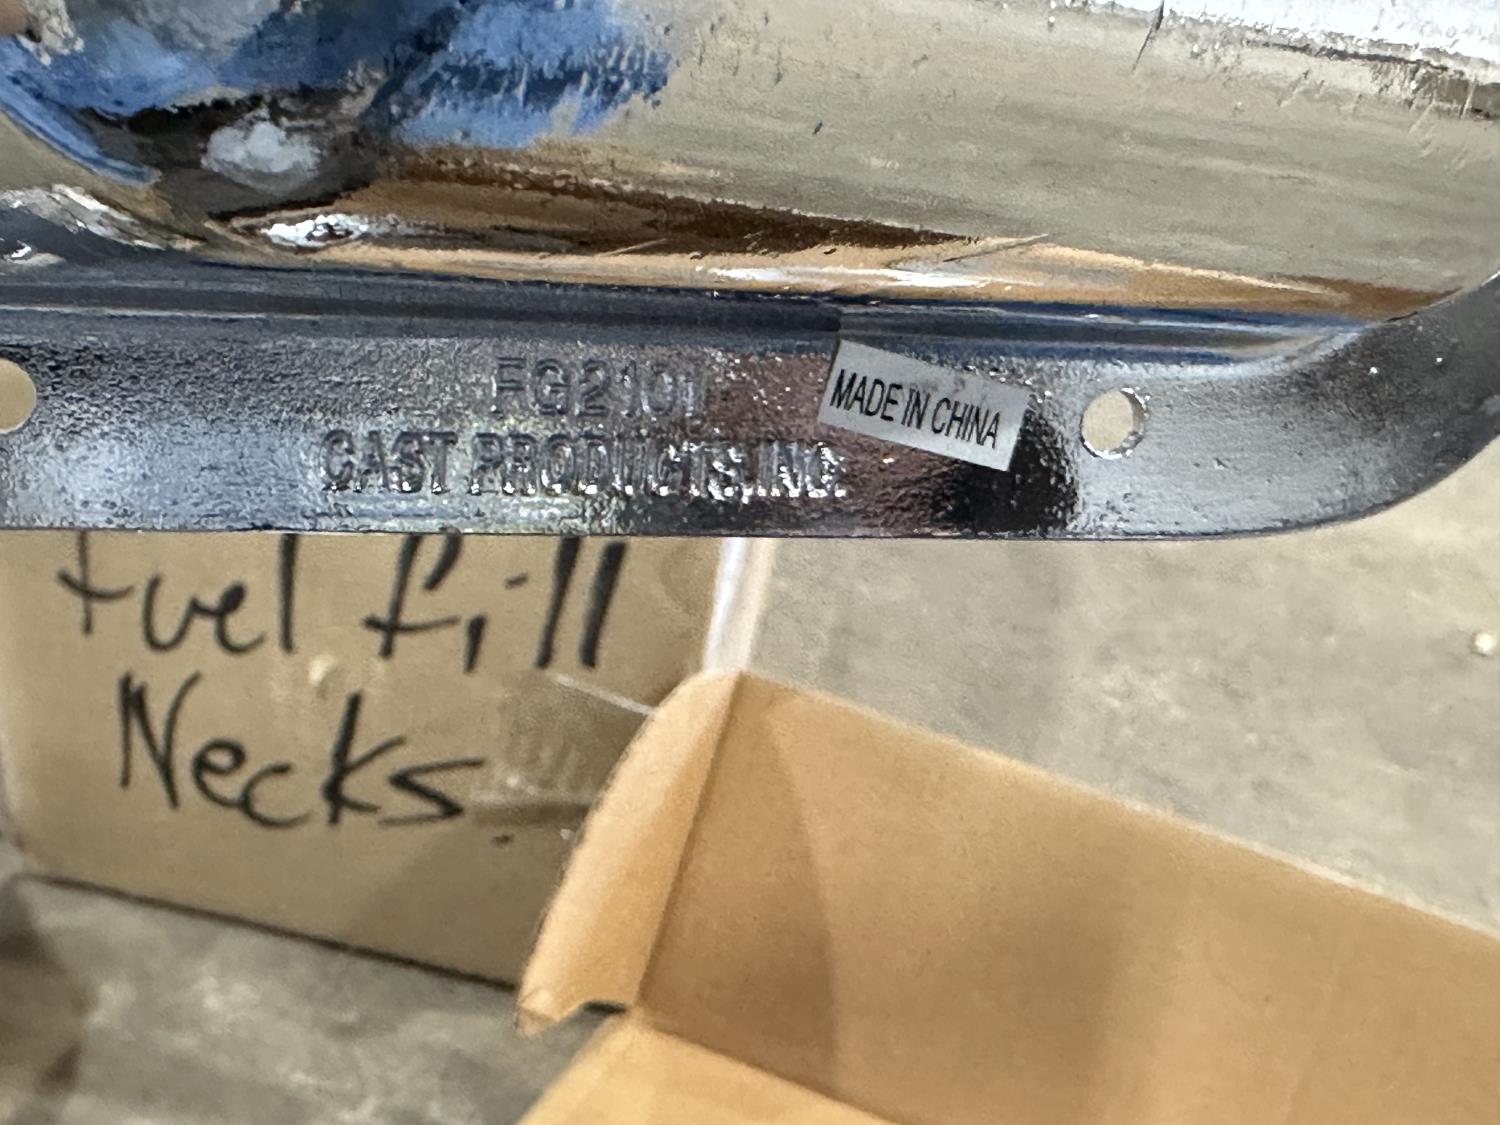 FG2101
CAST PRODUCTS, INC.
MADE IN CHINA
Fuel Fill
Necks